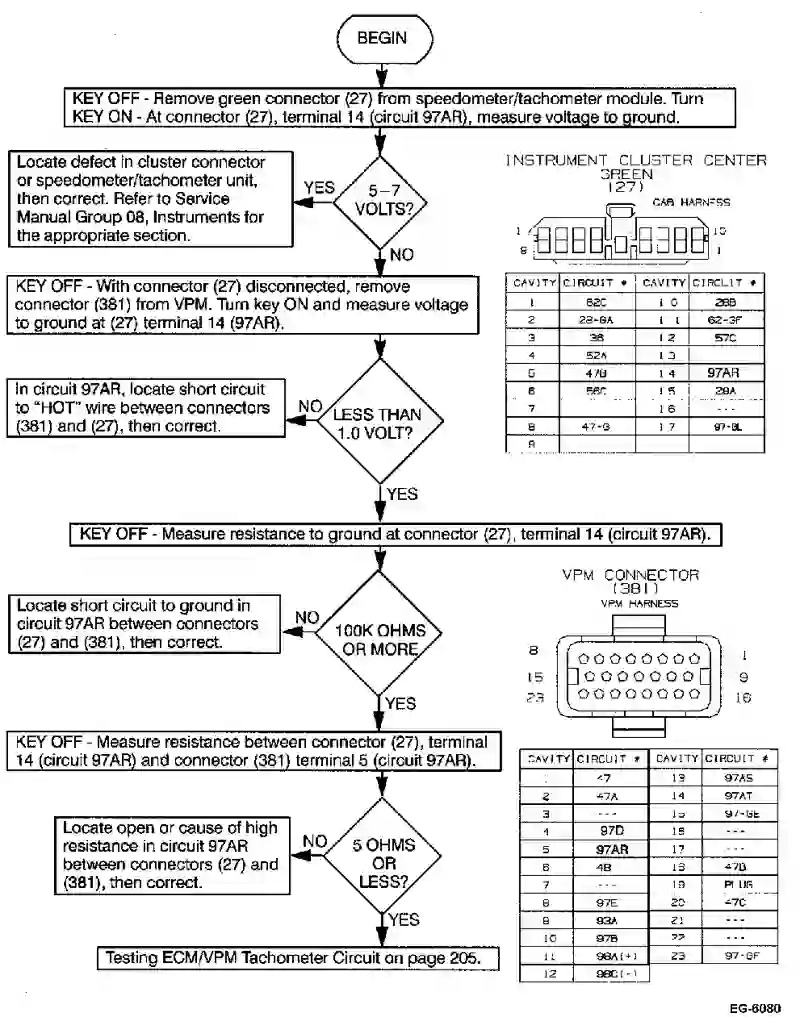 BEGIN
KEY OFF - Remove green connector (27) from speedometer/tachometer module. Turn
KEY ON - At connector (27), terminal 14 (circuit 97AR), measure voltage to ground.
Locate defect in cluster connector
or speedometer/tachometer unit,
then correct. Refer to Service
Manual Group 08, Instruments for
the appropriate section.
YES
5–7
VOLTS?
NO
KEY OFF - With connector (27) disconnected, remove
connector (381) from VPM. Turn key ON and measure voltage
to ground at (27) terminal 14 (97AR).
In circuit 97AR, locate short circuit
to “HOT” wire between connectors
(381) and (27), then correct.
NO
LESS THAN
1.0 VOLT?
YES
KEY OFF - Measure resistance to ground at connector (27), terminal 14 (circuit 97AR).
Locate short circuit to ground in
circuit 97AR between connectors
(27) and (381), then correct.
NO
100K OHMS
OR MORE
YES
KEY OFF - Measure resistance between connector (27), terminal
14 (circuit 97AR) and connector (381) terminal 5 (circuit 97AR).
Locate open or cause of high
resistance in circuit 97AR
between connectors (27) and
(381), then correct.
NO
5 OHMS
OR
LESS?
YES
Testing ECM/VPM Tachometer Circuit on page 205.
INSTRUMENT CLUSTER CENTER
GREEN
(27)
CAB HARNESS
1 10
9 1
CAVITY CIRCUIT # CAVITY CIRCUIT #
1 10
2 11 62-3F
3 12 57C
4 52A 13
5 47B 14 97AR
6 15 28A
7 16 ---
8 47-G 17
9
VPM CONNECTOR
(381)
VPM HARNESS
8 1
15 9
23 16
CAVITY CIRCUIT # CAVITY CIRCUIT #
1 47 13 97AS
2 47A 14 97AT
3 --- 15 97-GE
4 97D 16 ---
5 97AR 17 ---
6 4B 18 47B
7 --- 19 PLUG
8 97E 20 47C
9 93A 21 ---
10 97B 22 ---
11 98A(+) 23 97-GF
12 98C(-)
EG-6080